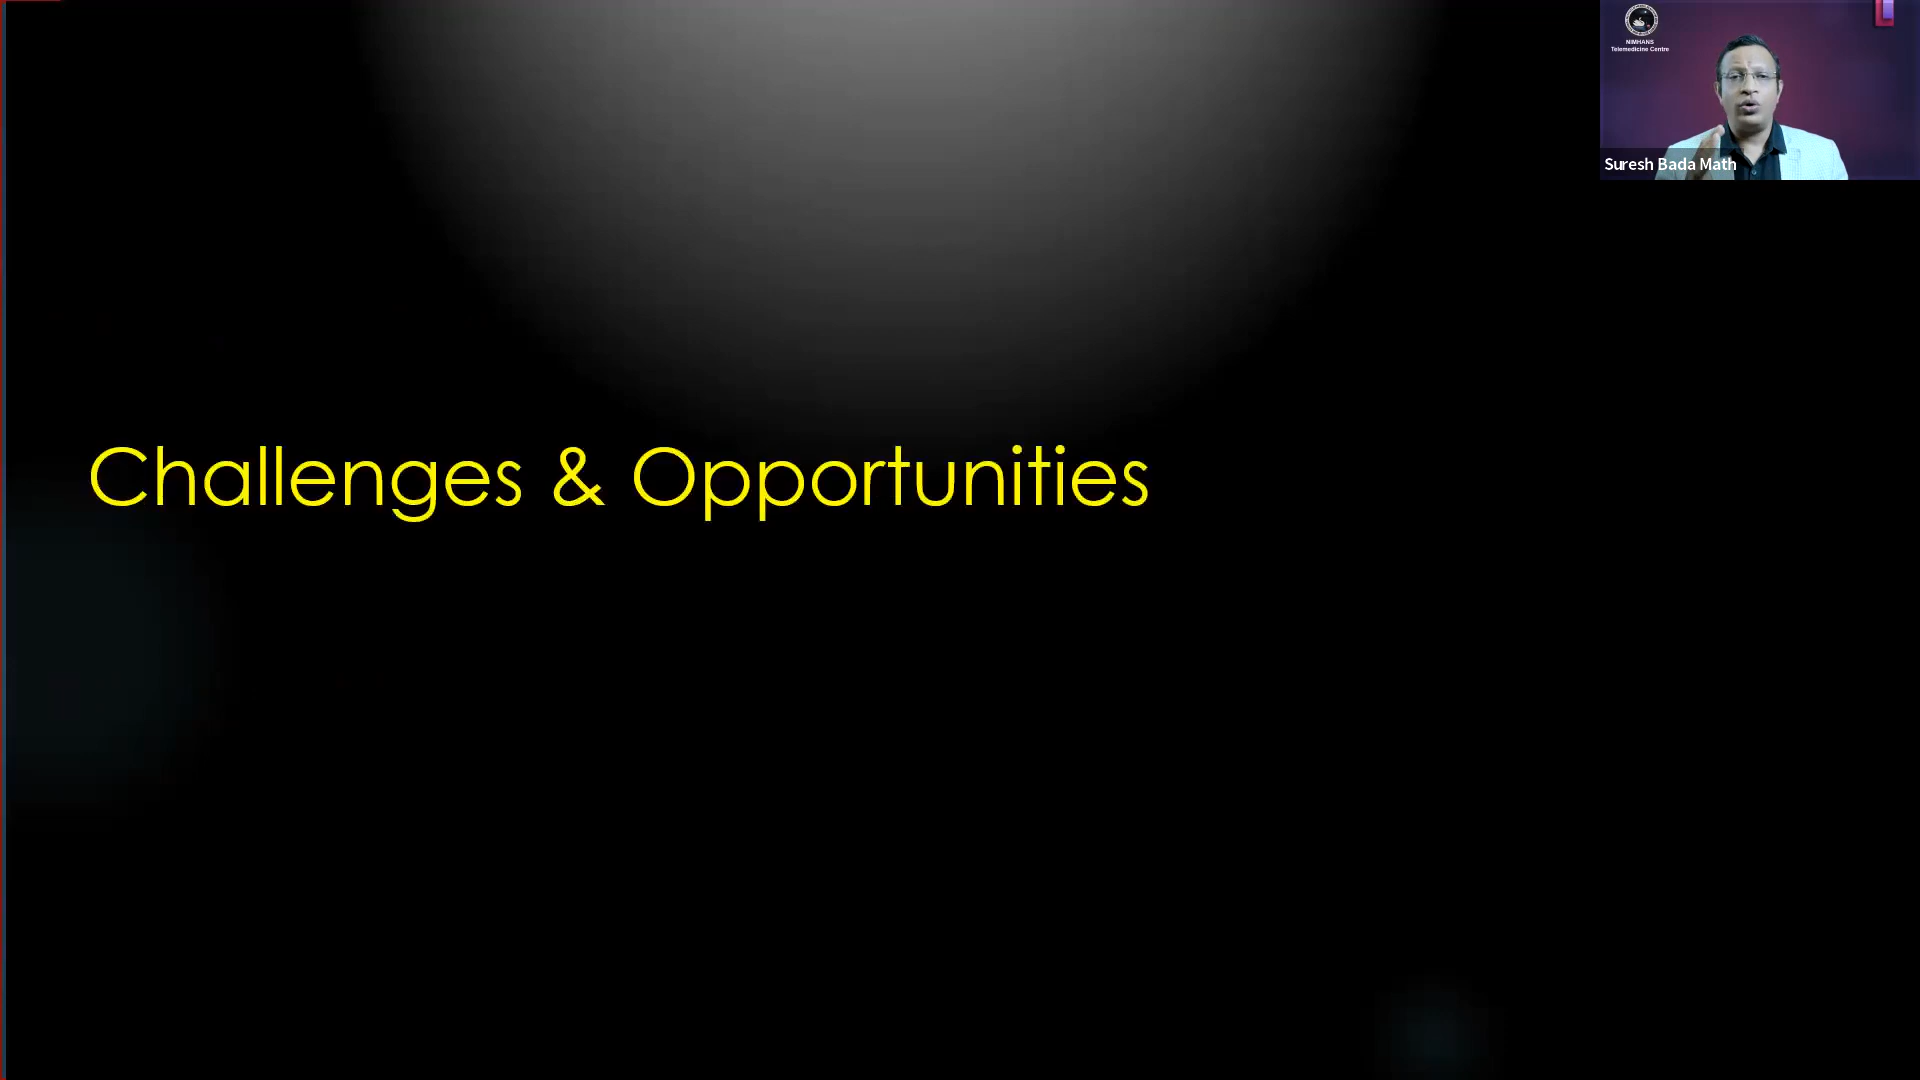 NIMHANS
Telemedicine Centre
Suresh Bada Math
Challenges & Opportunities